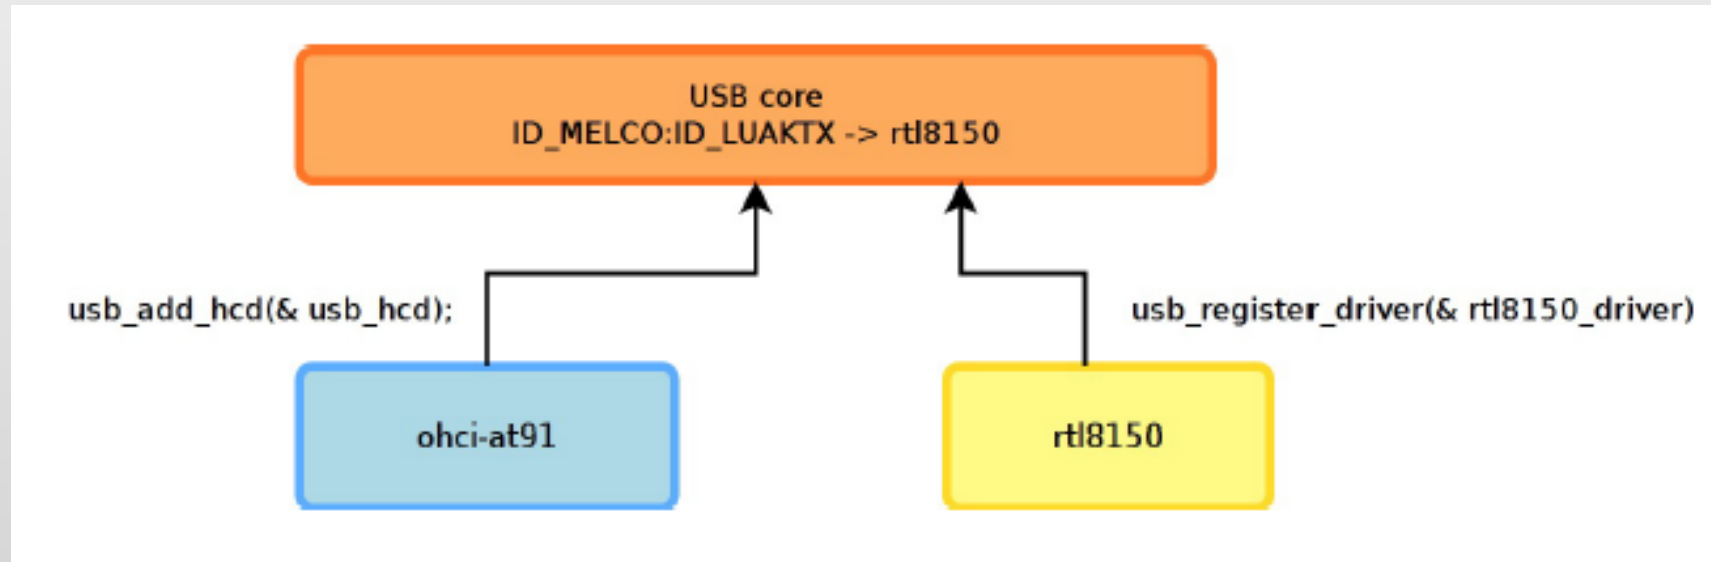 USB core
ID_MELCO:ID_LUAKTX -> rtl8150
usb_add_hcd(& usb_hcd);
usb_register_driver(& rtl8150_driver)
ohci-at91
rtl8150